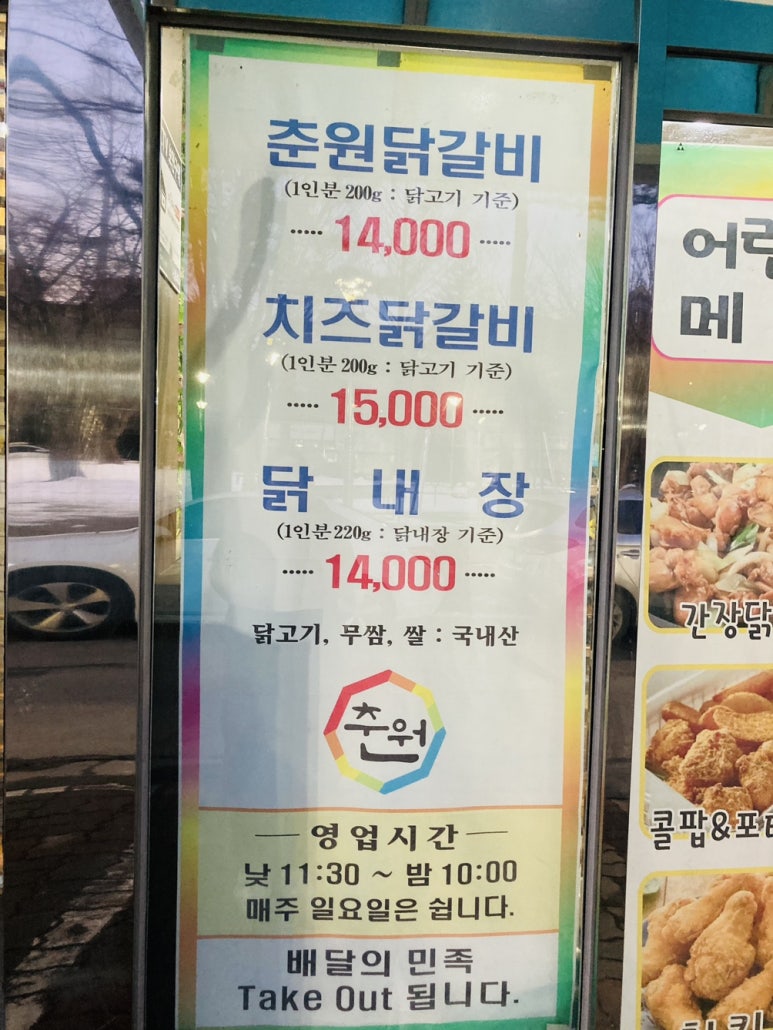 춘원닭갈비
(1인분 200g : 닭고기 기준)
····· 14,000 ·····
치즈닭갈비
(1인분 200g : 닭고기 기준)
····· 15,000 ·····
닭 내 장
(1인분 220g : 닭내장 기준)
····· 14,000 ·····
닭고기, 무쌈, 쌀 : 국내산
춘원
영업시간
낮 11:30 ~ 밤 10:00
매주 일요일은 쉽니다.
배달의 민족
Take Out 됩니다.
메
간장닭
콜팝&포테